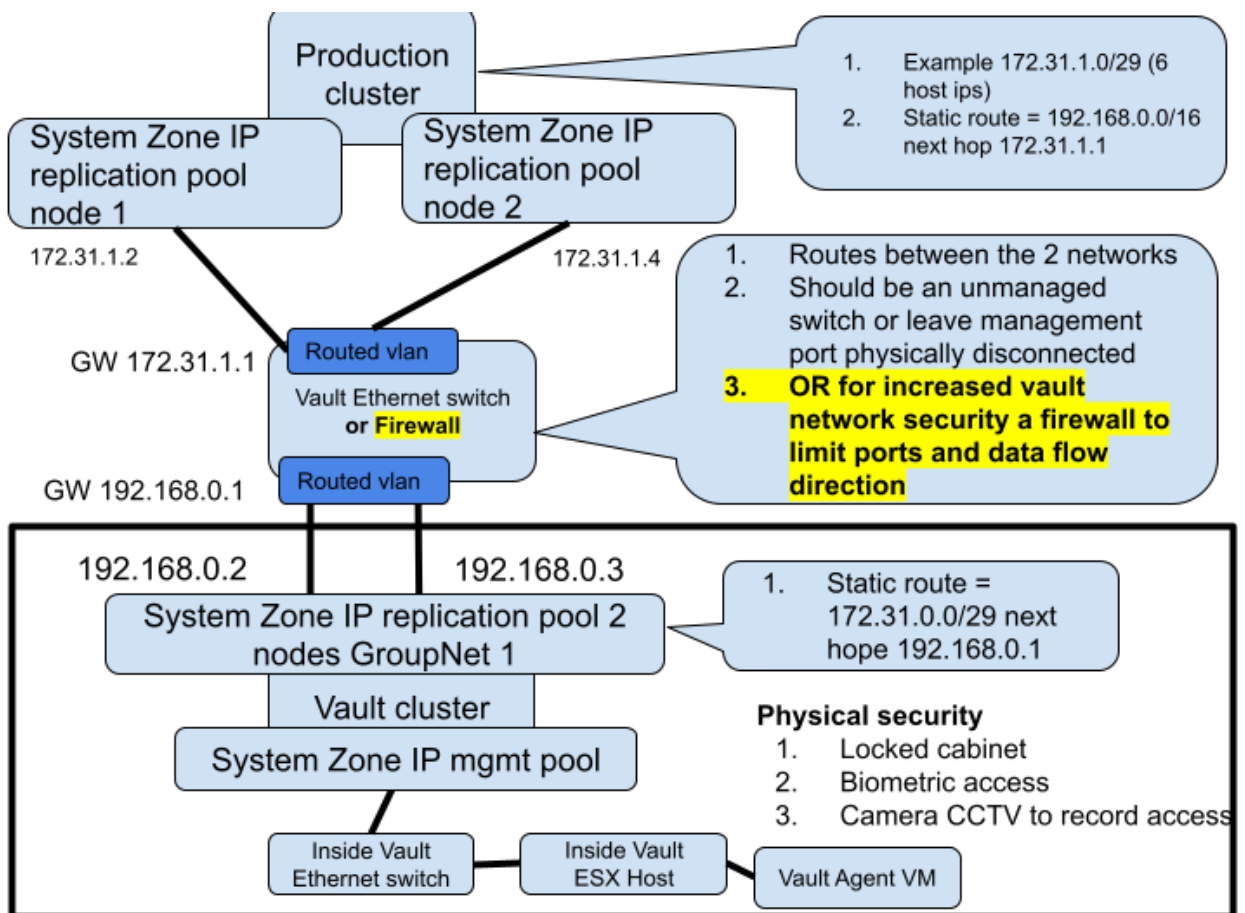 Production
cluster
1. Example 172.31.1.0/29 (6
host ips)
2. Static route = 192.168.0.0/16
next hop 172.31.1.1
System Zone IP
replication pool
node 1
System Zone IP
replication pool
node 2
172.31.1.2
172.31.1.4
1. Routes between the 2 networks
2. Should be an unmanaged
switch or leave management
port physically disconnected
3. OR for increased vault
network security a firewall to
limit ports and data flow
direction
GW 172.31.1.1
Routed vlan
Vault Ethernet switch
or Firewall
GW 192.168.0.1
Routed vlan
192.168.0.2
192.168.0.3
System Zone IP replication pool 2
nodes GroupNet 1
1. Static route =
172.31.0.0/29 next
hope 192.168.0.1
Vault cluster
System Zone IP mgmt pool
Physical security
1. Locked cabinet
2. Biometric access
3. Camera CCTV to record access
Inside Vault
Ethernet switch
Inside Vault
ESX Host
Vault Agent VM